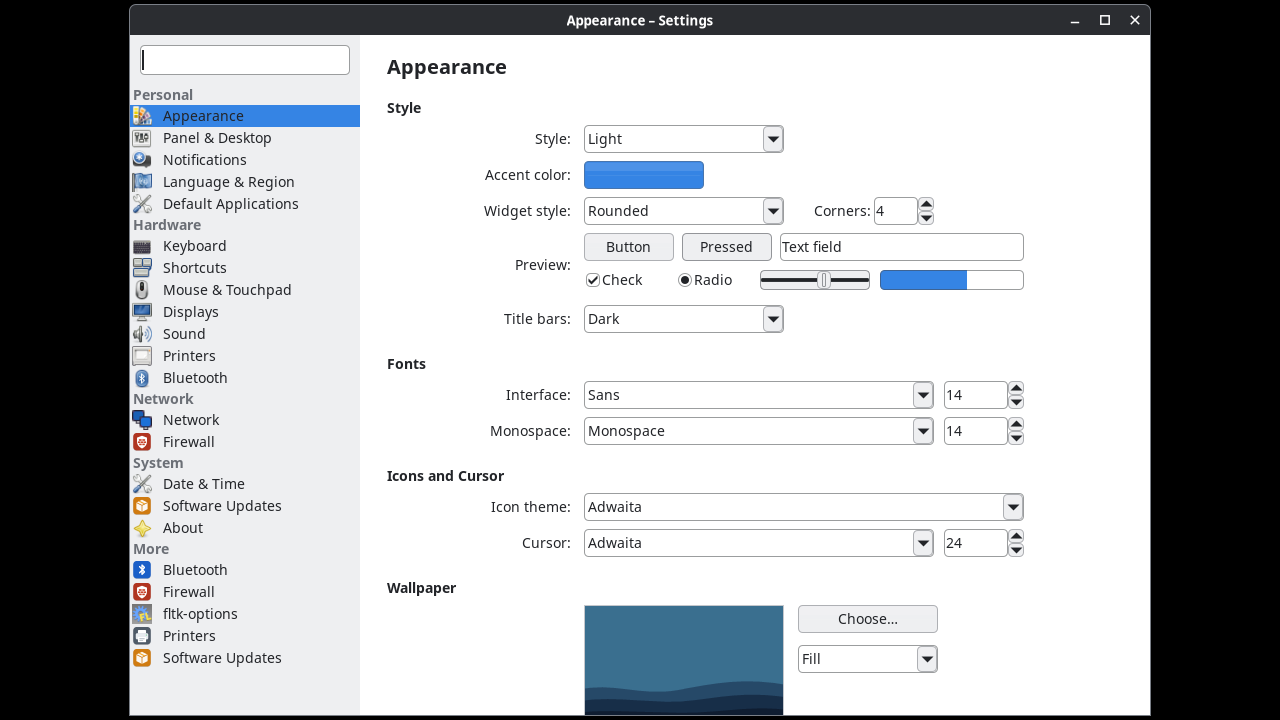 Appearance – Settings
Personal
Appearance
Panel & Desktop
Notifications
Language & Region
Default Applications
Hardware
Keyboard
Shortcuts
Mouse & Touchpad
Displays
Sound
Printers
Bluetooth
Network
Network
Firewall
System
Date & Time
Software Updates
About
More
Bluetooth
Firewall
fltk-options
Printers
Software Updates
Appearance
Style
Style: Light
Accent color:
Widget style: Rounded Corners: 4
Preview: Button Pressed Text field
Check Radio
Title bars: Dark
Fonts
Interface: Sans 14
Monospace: Monospace 14
Icons and Cursor
Icon theme: Adwaita
Cursor: Adwaita 24
Wallpaper
Choose...
Fill